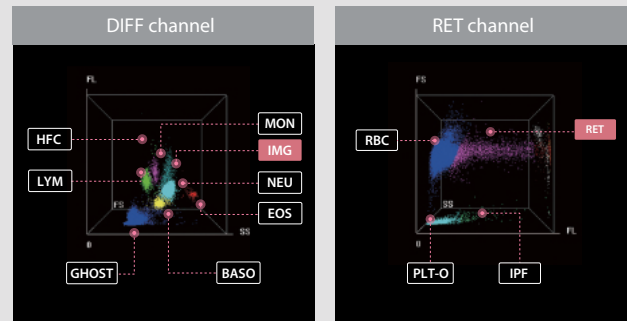 DIFF channel
FL
HFC
MON
IMG
LYM
NEU
FS
EOS
SS
0
GHOST
BASO
RET channel
FS
RBC
RET
SS
FL
0
PLT-O
IPF